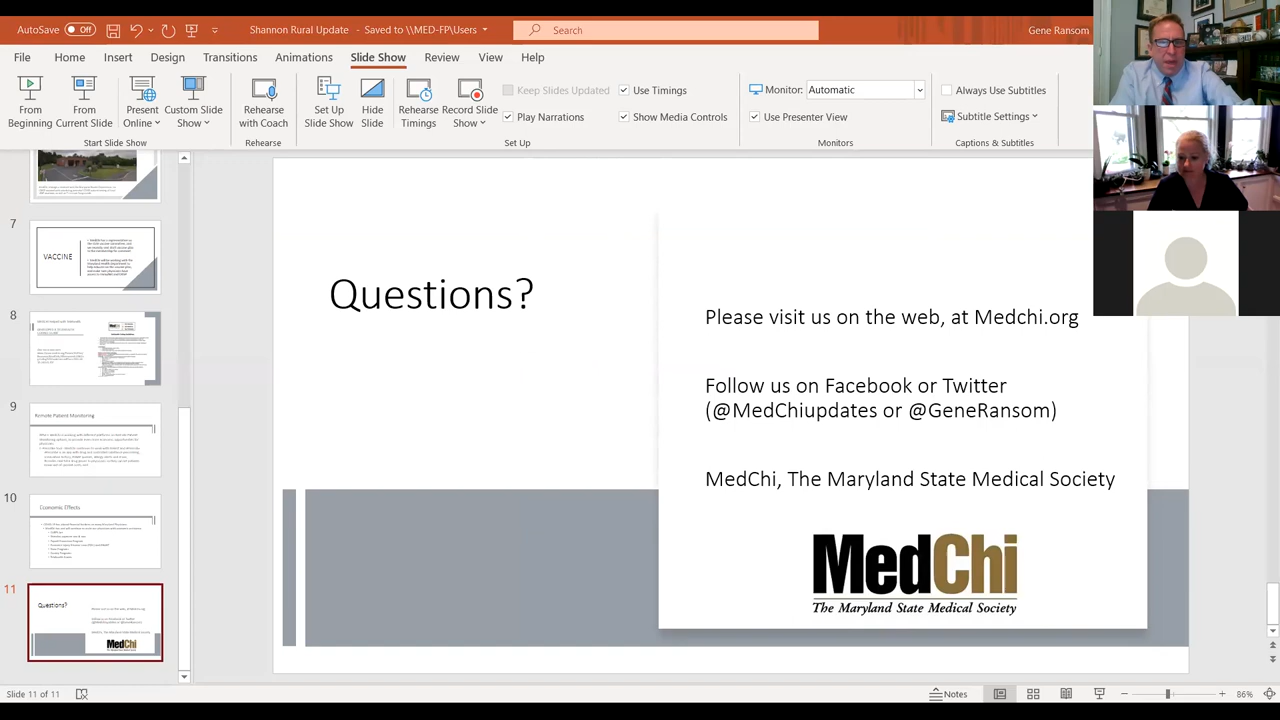 AutoSave Off
Shannon Rural Update - Saved to \\MED-FP\Users
Search
Gene Ransom
File Home Insert Design Transitions Animations Slide Show Review View Help
From Beginning
From Current Slide
Present Online
Custom Slide Show
Start Slide Show
Rehearse with Coach
Rehearse
Set Up Slide Show
Hide Slide
Rehearse Timings
Record Slide Show
Keep Slides Updated
Play Narrations
Use Timings
Show Media Controls
Set Up
Monitor: Automatic
Use Presenter View
Monitors
Always Use Subtitles
Subtitle Settings
Captions & Subtitles
7
VACCINE
8
9
Remote Patient Monitoring
10
Economic Effects
11
Questions?
MedChi
Questions?
Please visit us on the web, at Medchi.org
Follow us on Facebook or Twitter
(@MedChiupdates or @GeneRansom)
MedChi, The Maryland State Medical Society
MedChi
The Maryland State Medical Society
Slide 11 of 11
Notes
86%